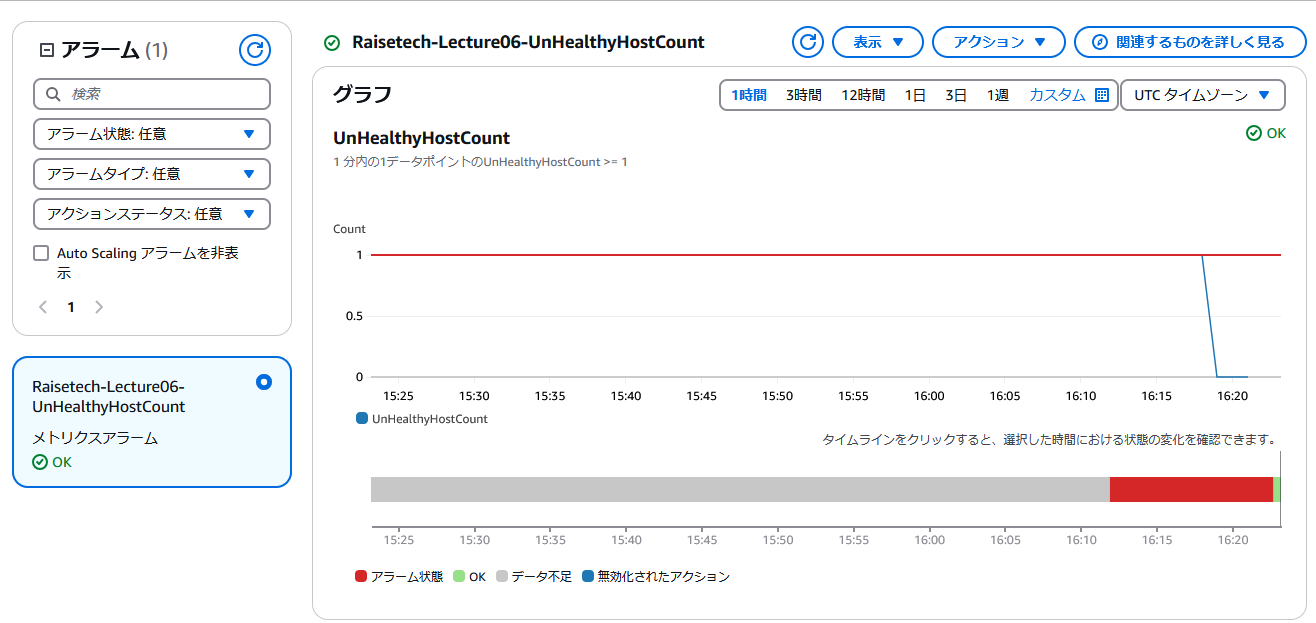 アラーム (1)
検索
アラーム状態: 任意
アラームタイプ: 任意
アクションステータス: 任意
Auto Scaling アラームを非表
示
1
Raisetech-Lecture06-
UnHealthyHostCount
メトリクスアラーム
OK
Raisetech-Lecture06-UnHealthyHostCount
表示
アクション
関連するものを詳しく見る
グラフ
1時間 3時間 12時間 1日 3日 1週 カスタム
UTC タイムゾーン
UnHealthyHostCount
OK
1 分内の1データポイントのUnHealthyHostCount >= 1
Count
1
0.5
0
15:25 15:30 15:35 15:40 15:45 15:50 15:55 16:00 16:05 16:10 16:15 16:20
UnHealthyHostCount
タイムラインをクリックすると、選択した時間における状態の変化を確認できます。
15:25 15:30 15:35 15:40 15:45 15:50 15:55 16:00 16:05 16:10 16:15 16:20
アラーム状態 OK データ不足 無効化されたアクション